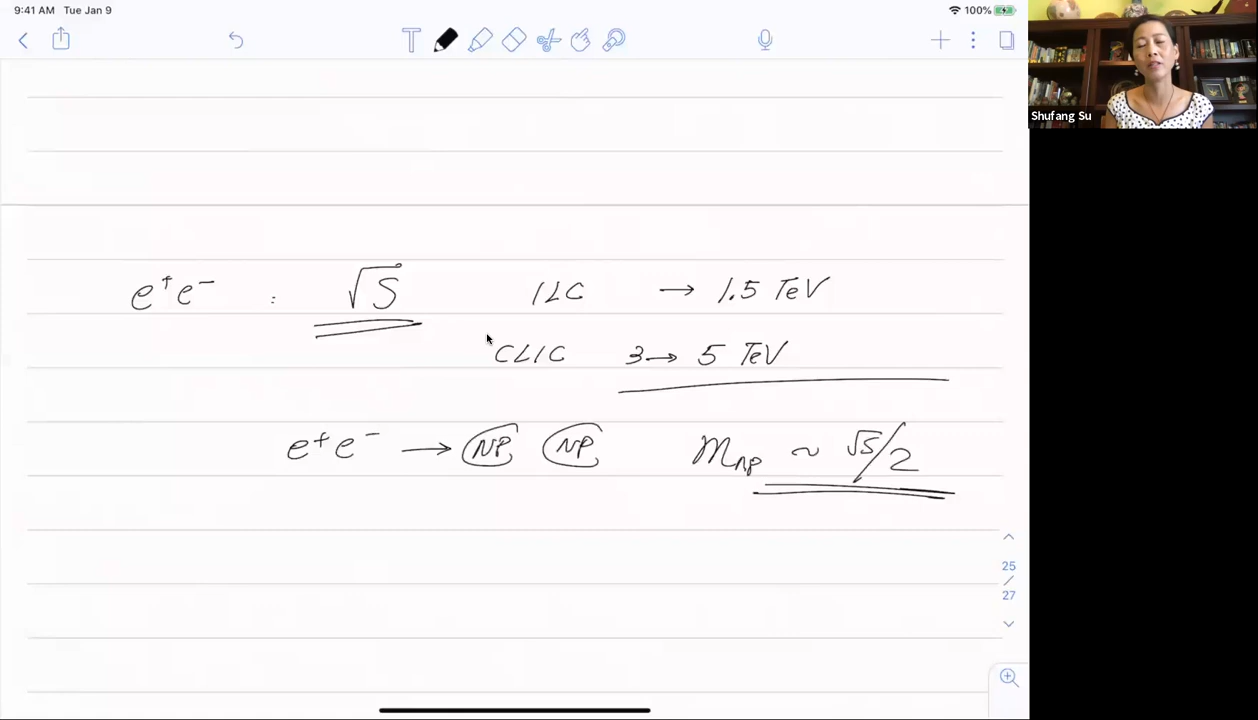 9:41 AM Tue Jan 9
100%
Shufang Su
e⁺e⁻ : √S ILC → 1.5 TeV
CLIC 3 → 5 TeV
e⁺e⁻ → NP NP m_NP ~ √S/2
25
/
27